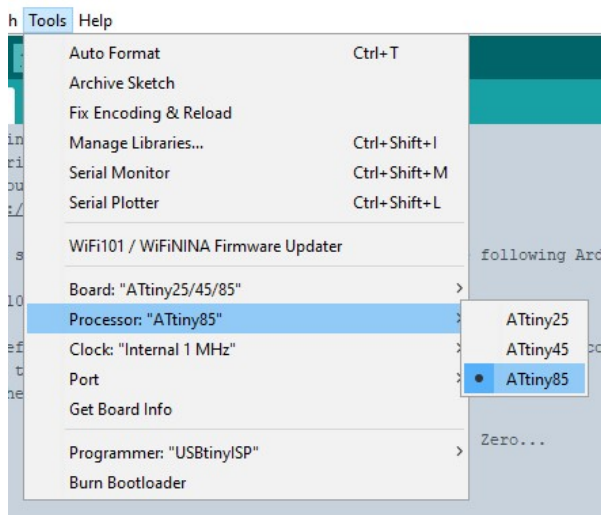 h Tools Help
Auto Format Ctrl+T
Archive Sketch
Fix Encoding & Reload
Manage Libraries... Ctrl+Shift+I
Serial Monitor Ctrl+Shift+M
Serial Plotter Ctrl+Shift+L
WiFi101 / WiFiNINA Firmware Updater
following Ard
Board: "ATtiny25/45/85"
Processor: "ATtiny85"
ATtiny25
Clock: "Internal 1 MHz"
ATtiny45
Port
ATtiny85
Get Board Info
Zero...
Programmer: "USBtinyISP"
Burn Bootloader